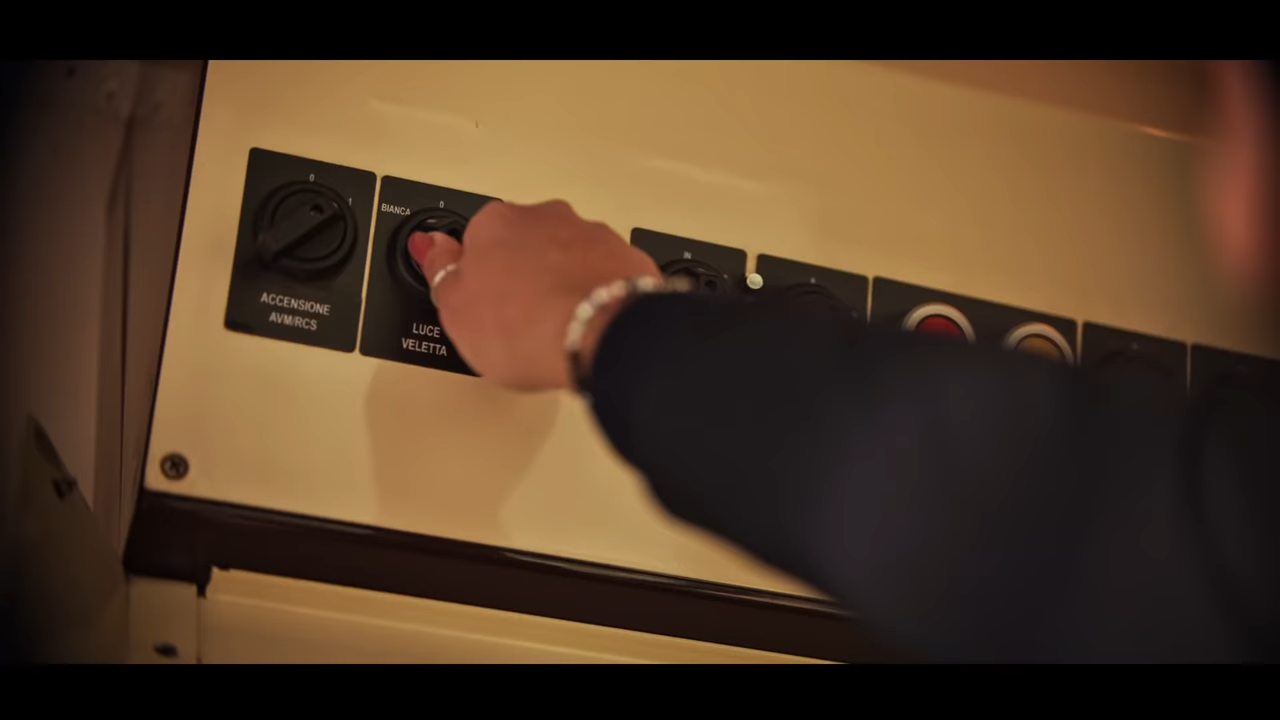 0
1
ACCENSIONE
AVM/RCS
BIANCA
0
LUCE
VELETTA
IN